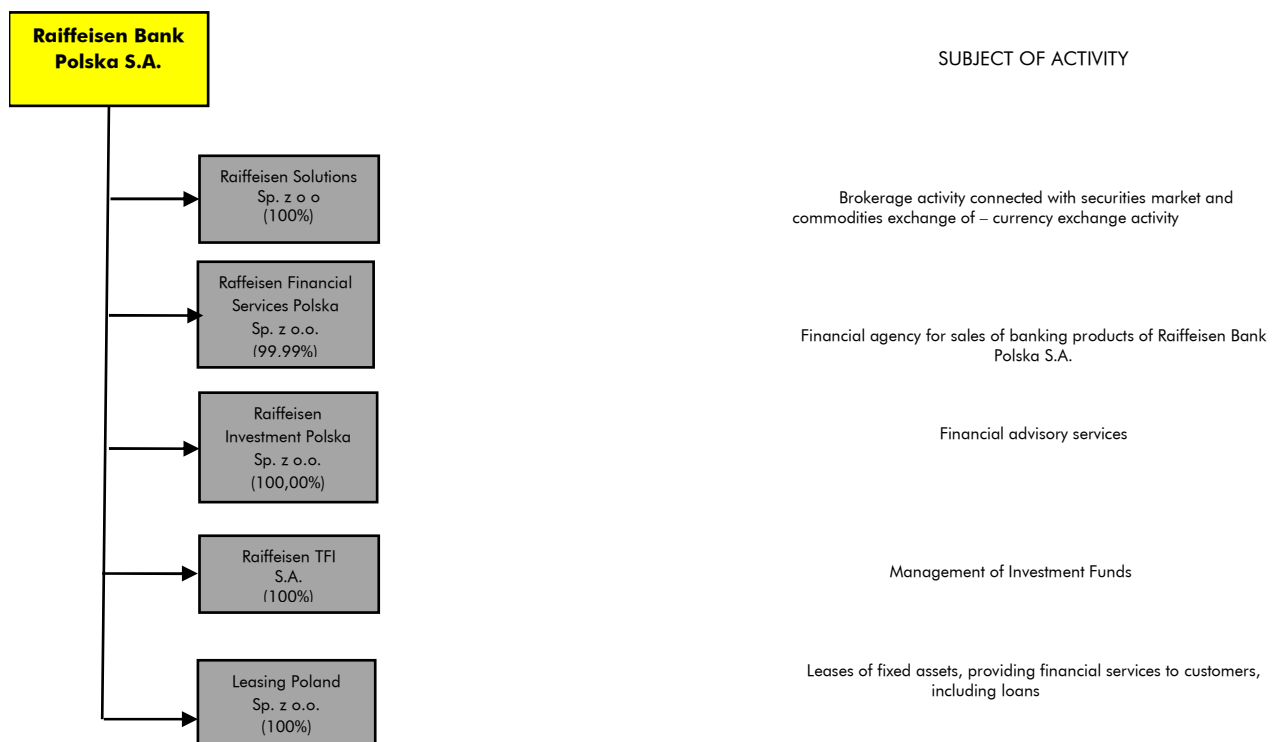 Raiffeisen Bank
Polska S.A.
SUBJECT OF ACTIVITY
Raiffeisen Solutions
Sp. z o o
(100%)
Brokerage activity connected with securities market and
commodities exchange of – currency exchange activity
Raffeisen Financial
Services Polska
Sp. z o.o.
(99.99%)
Financial agency for sales of banking products of Raiffeisen Bank
Polska S.A.
Raiffeisen
Investment Polska
Sp. z o.o.
(100,00%)
Financial advisory services
Raiffeisen TFI
S.A.
(100%)
Management of Investment Funds
Leasing Poland
Sp. z o.o.
(100%)
Leases of fixed assets, providing financial services to customers,
including loans